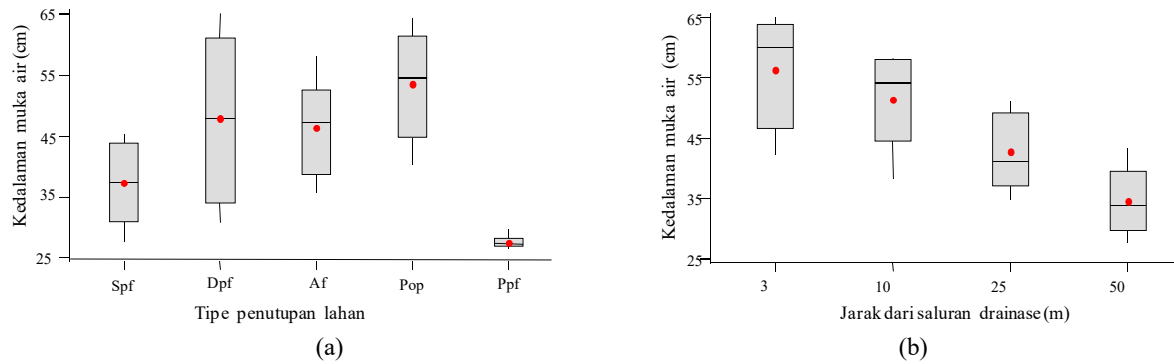 Kedalaman muka air (cm)
65
55
45
35
25
Spf
Dpf
Af
Pop
Ppf
Tipe penutupan lahan
(a)
Kedalaman muka air (cm)
65
55
45
35
25
3
10
25
50
Jarak dari saluran drainase (m)
(b)